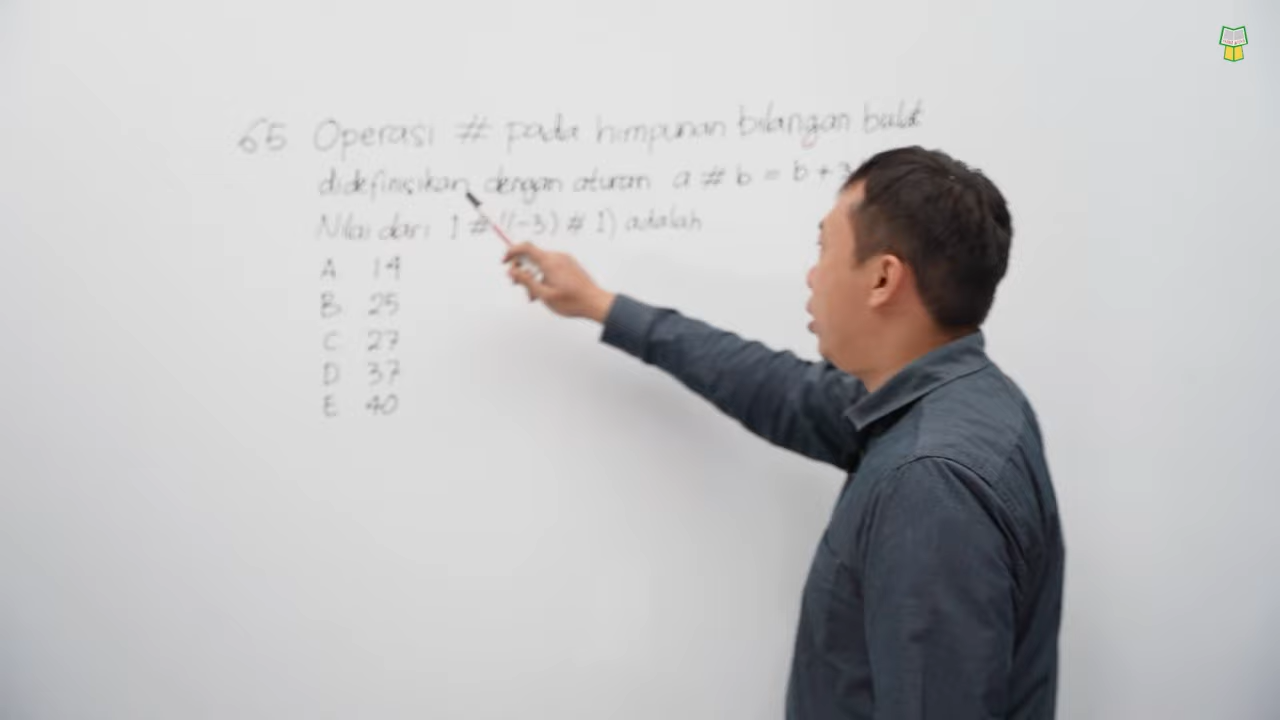 65 Operasi # pada himpunan bilangan bulat
didefinisikan dengan aturan a # b = b + 3
Nilai dari 1 # ((-3) # 1) adalah
A 14
B 25
C 27
D 37
E 40